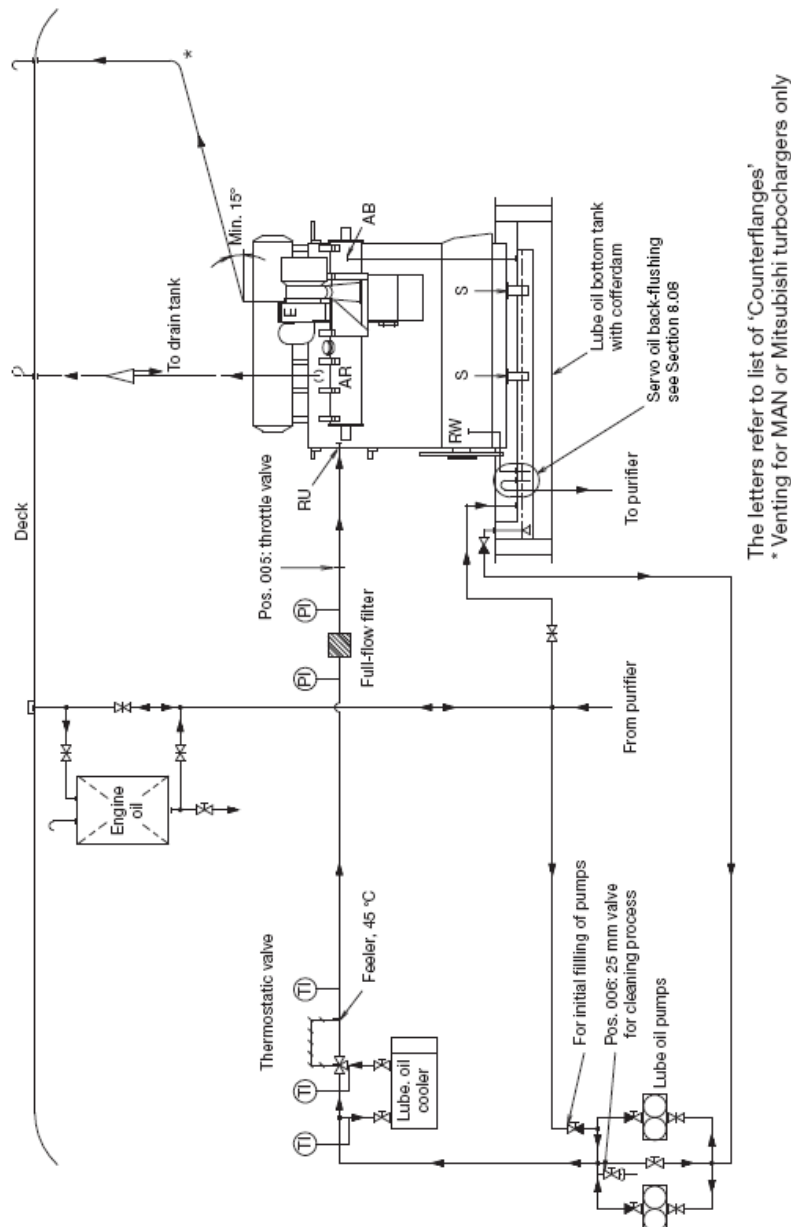 Deck
Engine
oil
*
Min. 15°
To drain tank
E
AR
AB
RU
Pos. 005: throttle valve
PI
PI
Full-flow filter
Thermostatic valve
TI
TI
TI
Feeler, 45 °C
Lube. oil
cooler
S
S
RW
Lube oil bottom tank
with cofferdam
Servo oil back-flushing
see Section 8.08
To purifier
From purifier
For initial fillling of pumps
Pos. 006: 25 mm valve
for cleaning process
Lube oil pumps
The letters refer to list of 'Counterflanges'
* Venting for MAN or Mitsubishi turbochargers only